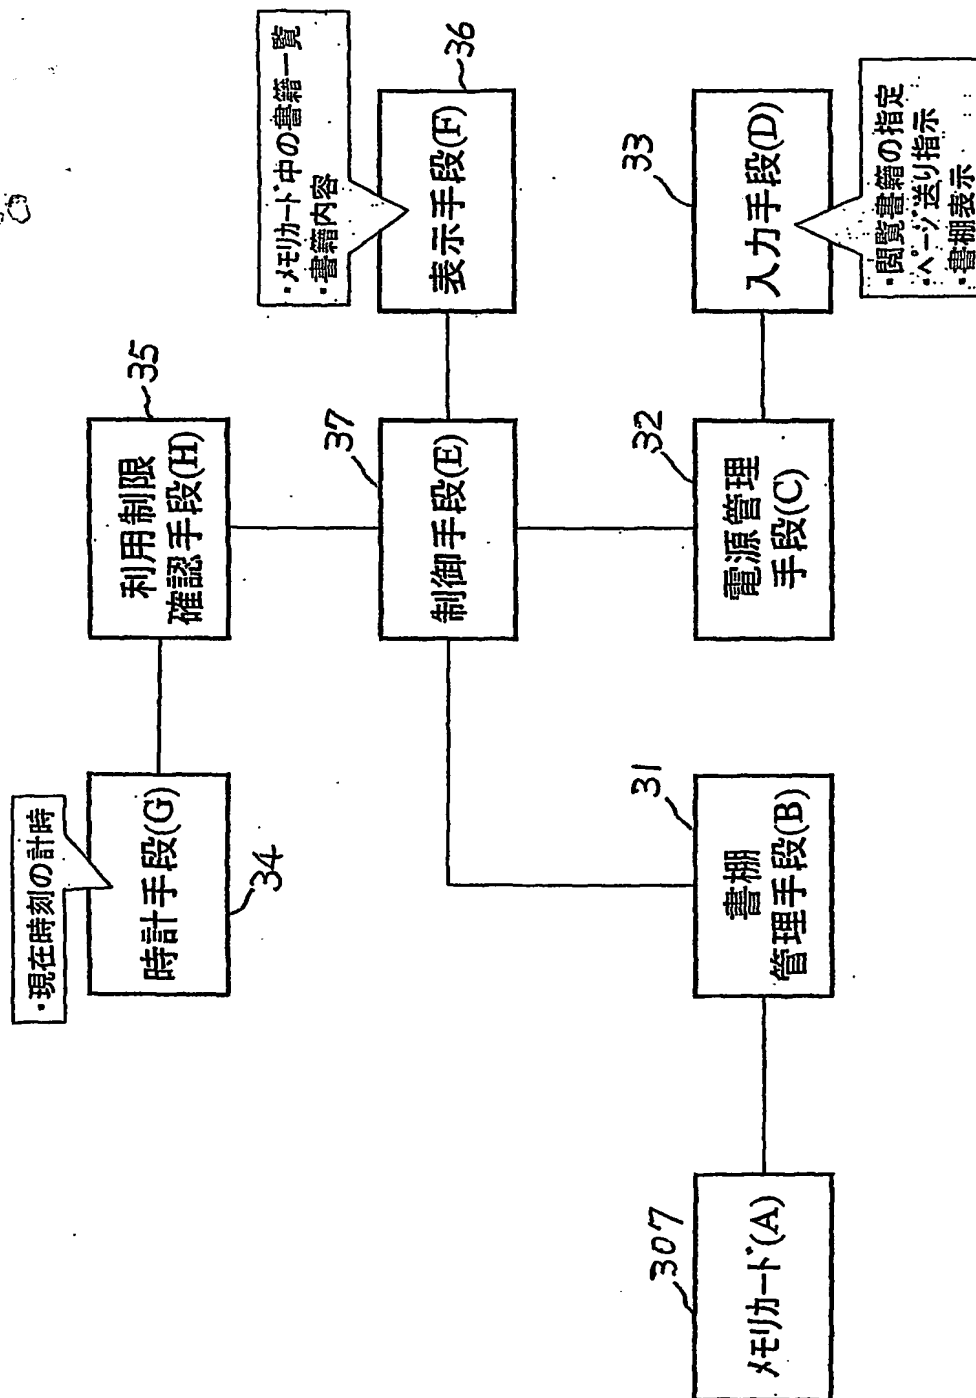 ・現在時刻の計時
時計手段(G)
34
利用制限
確認手段(H)
35
・メモリカード中の書籍一覧
・書籍内容
表示手段(F)
36
制御手段(E)
37
メモリカード(A)
307
書棚
管理手段(B)
31
電源管理
手段(C)
32
入力手段(D)
33
・閲覧書籍の指定
・ページ送り指示
・書棚表示